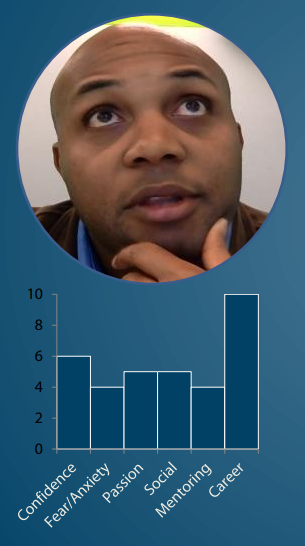 10
8
6
4
2
0
Confidence
Fear/Anxiety
Passion
Social
Mentoring
Career